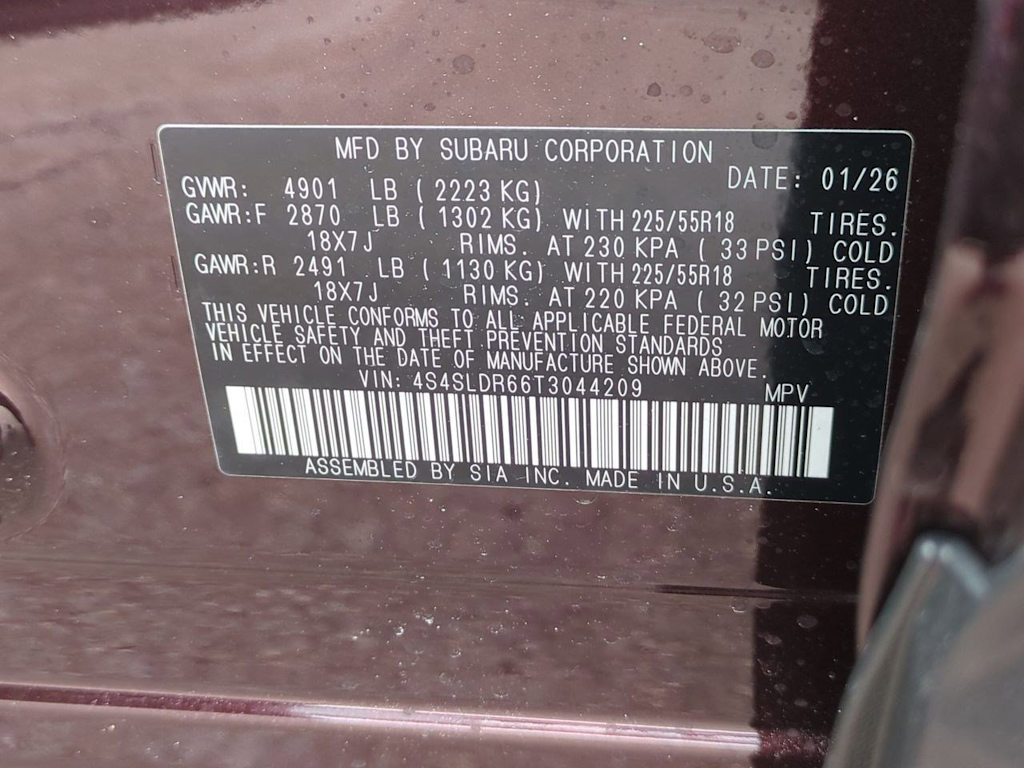 MFD BY SUBARU CORPORATION
DATE: 01/26
GVWR: 4901 LB ( 2223 KG)
GAWR:F 2870 LB ( 1302 KG) WITH 225/55R18 TIRES.
18X7J RIMS. AT 230 KPA ( 33 PSI) COLD
GAWR:R 2491 LB ( 1130 KG) WITH 225/55R18 TIRES.
18X7J RIMS. AT 220 KPA ( 32 PSI) COLD
THIS VEHICLE CONFORMS TO ALL APPLICABLE FEDERAL MOTOR
VEHICLE SAFETY AND THEFT PREVENTION STANDARDS
IN EFFECT ON THE DATE OF MANUFACTURE SHOWN ABOVE.
VIN: 4S4SLDR66T3044209 MPV
ASSEMBLED BY SIA INC. MADE IN U.S.A.